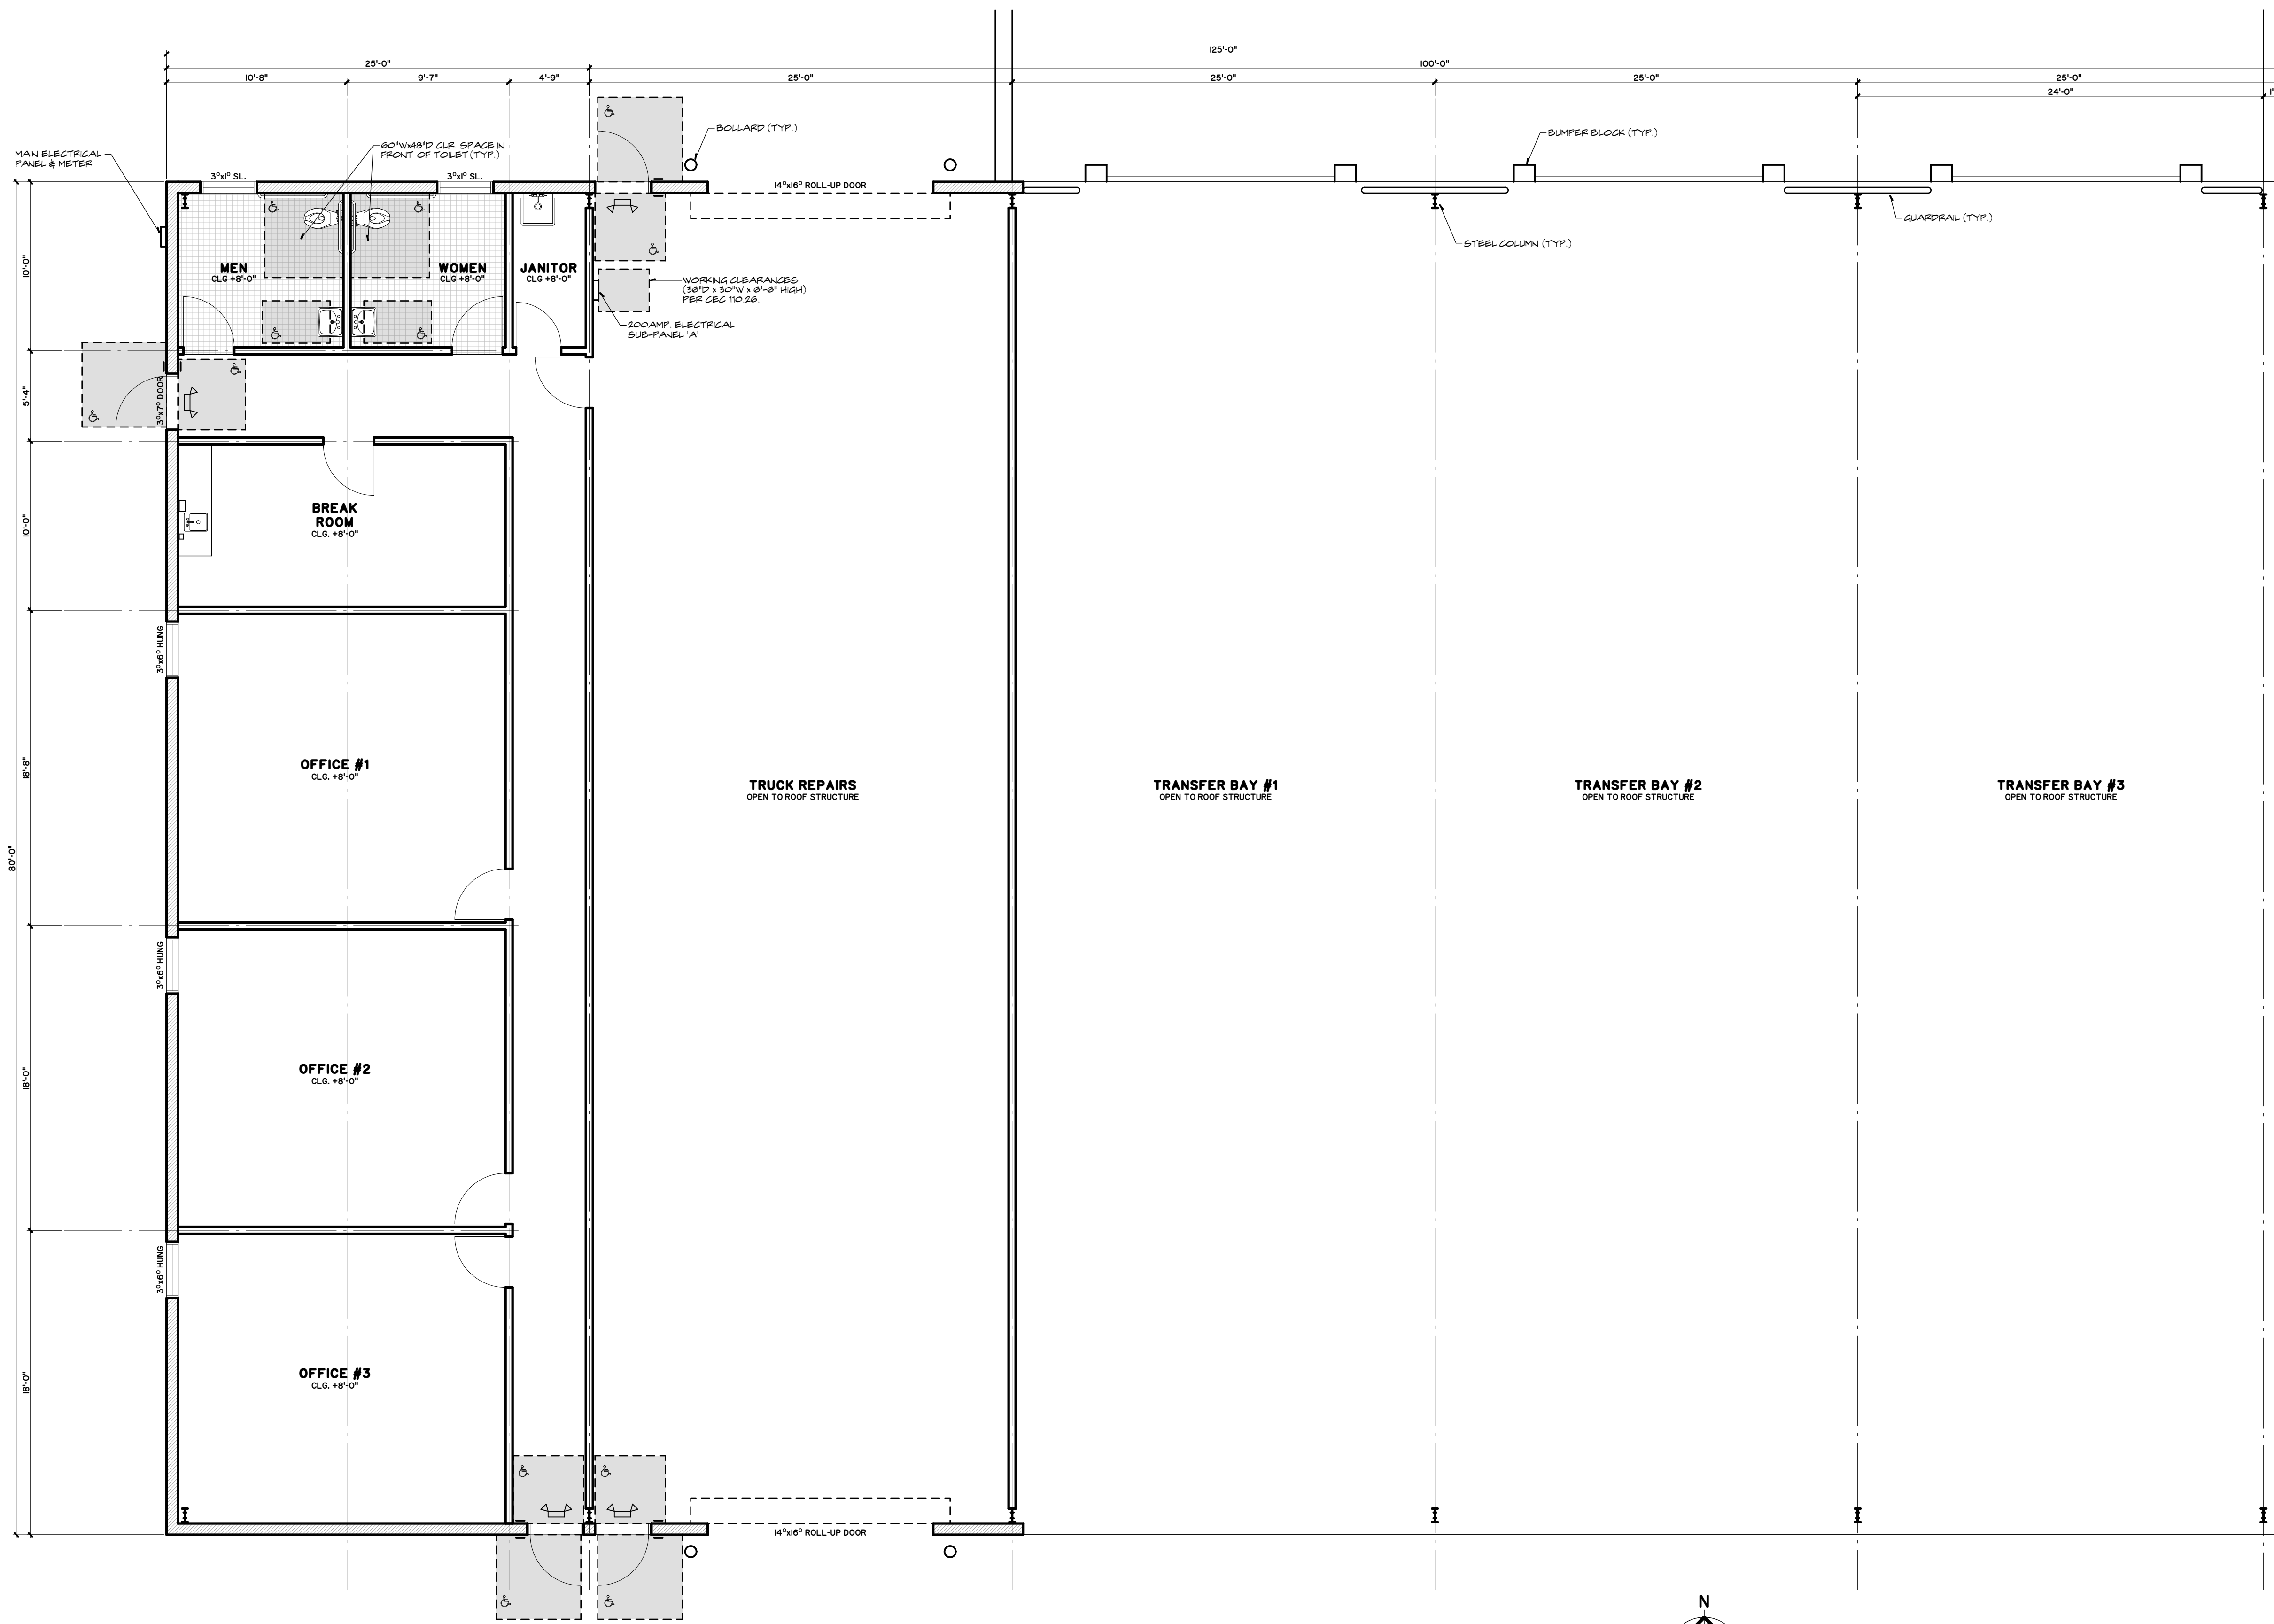 125'-0"
25'-0"
100'-0"
10'-8"
9'-7"
4'-9"
25'-0"
25'-0"
25'-0"
25'-0"
24'-0"
BOLLARD (TYP.)
BUMPER BLOCK (TYP.)
MAIN ELECTRICAL
PANEL & METER
60"Wx48"D CLR. SPACE IN
FRONT OF TOILET (TYP.)
3⁰x1⁰ SL.
3⁰x1⁰ SL.
14⁰x16⁰ ROLL-UP DOOR
GUARDRAIL (TYP.)
STEEL COLUMN (TYP.)
MEN
CLG +8'-0"
WOMEN
CLG +8'-0"
JANITOR
CLG +8'-0"
WORKING CLEARANCES
(36"D x 30"W x 6'-6" HIGH)
PER CEC 110.26.
200 AMP. ELECTRICAL
SUB-PANEL 'A'
10'-0"
5'-4"
3⁰x7⁰ DOOR
10'-0"
BREAK
ROOM
CLG. +8'-0"
3⁰x6⁰ HUNG
18'-8"
OFFICE #1
CLG. +8'-0"
TRUCK REPAIRS
OPEN TO ROOF STRUCTURE
TRANSFER BAY #1
OPEN TO ROOF STRUCTURE
TRANSFER BAY #2
OPEN TO ROOF STRUCTURE
TRANSFER BAY #3
OPEN TO ROOF STRUCTURE
80'-0"
3⁰x6⁰ HUNG
18'-0"
OFFICE #2
CLG. +8'-0"
3⁰x6⁰ HUNG
18'-0"
OFFICE #3
CLG. +8'-0"
14⁰x16⁰ ROLL-UP DOOR
N